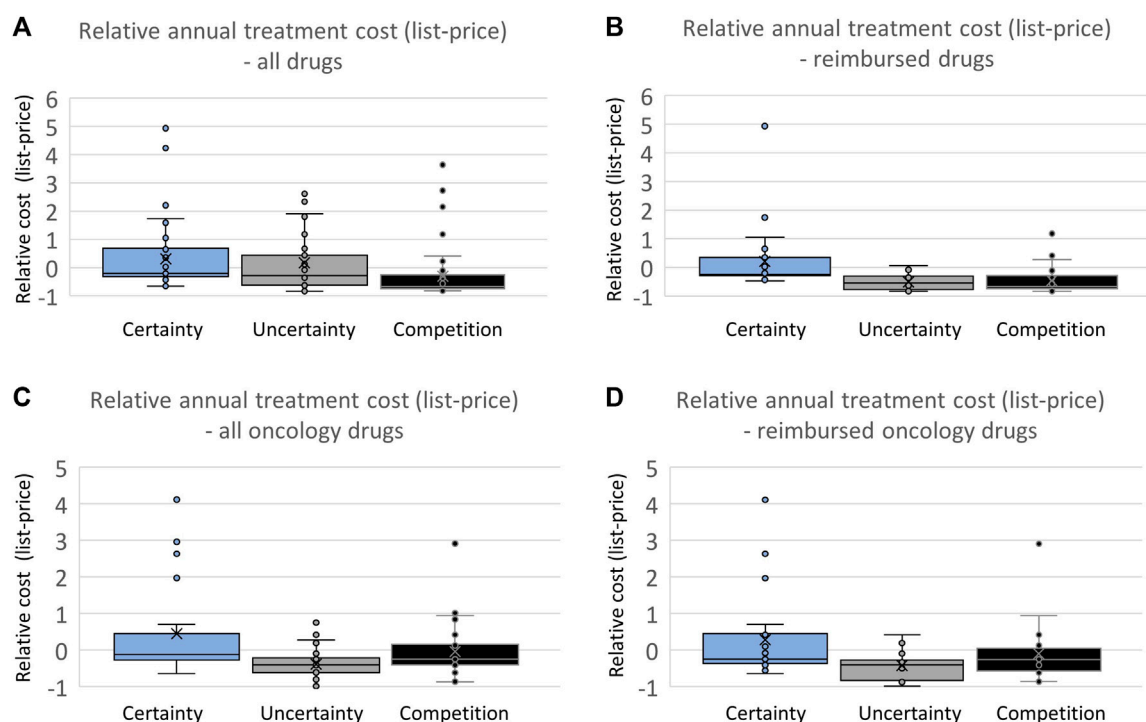 A
Relative annual treatment cost (list-price)
- all drugs
Relative cost (list-price)
6
5
4
3
2
1
0
-1
Certainty
Uncertainty
Competition
B
Relative annual treatment cost (list-price)
- reimbursed drugs
Relative cost (list-price)
6
5
4
3
2
1
0
-1
Certainty
Uncertainty
Competition
C
Relative annual treatment cost (list-price)
- all oncology drugs
Relative cost (list-price)
5
4
3
2
1
0
-1
Certainty
Uncertainty
Competition
D
Relative annual treatment cost (list-price)
- reimbursed oncology drugs
Relative cost (list-price)
5
4
3
2
1
0
-1
Certainty
Uncertainty
Competition